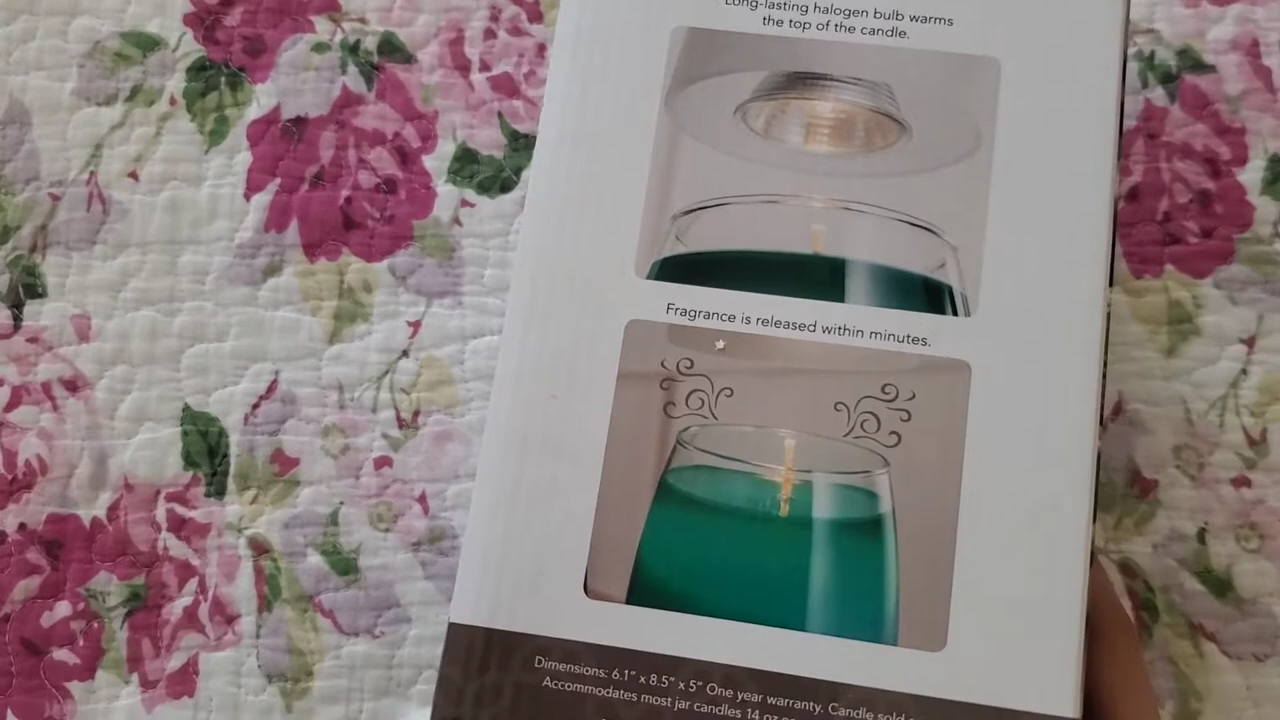 Long-lasting halogen bulb warms
the top of the candle.
Fragrance is released within minutes.
Dimensions: 6.1" x 8.5" x 5" One year warranty. Candle sold
Accommodates most jar candles 14 oz